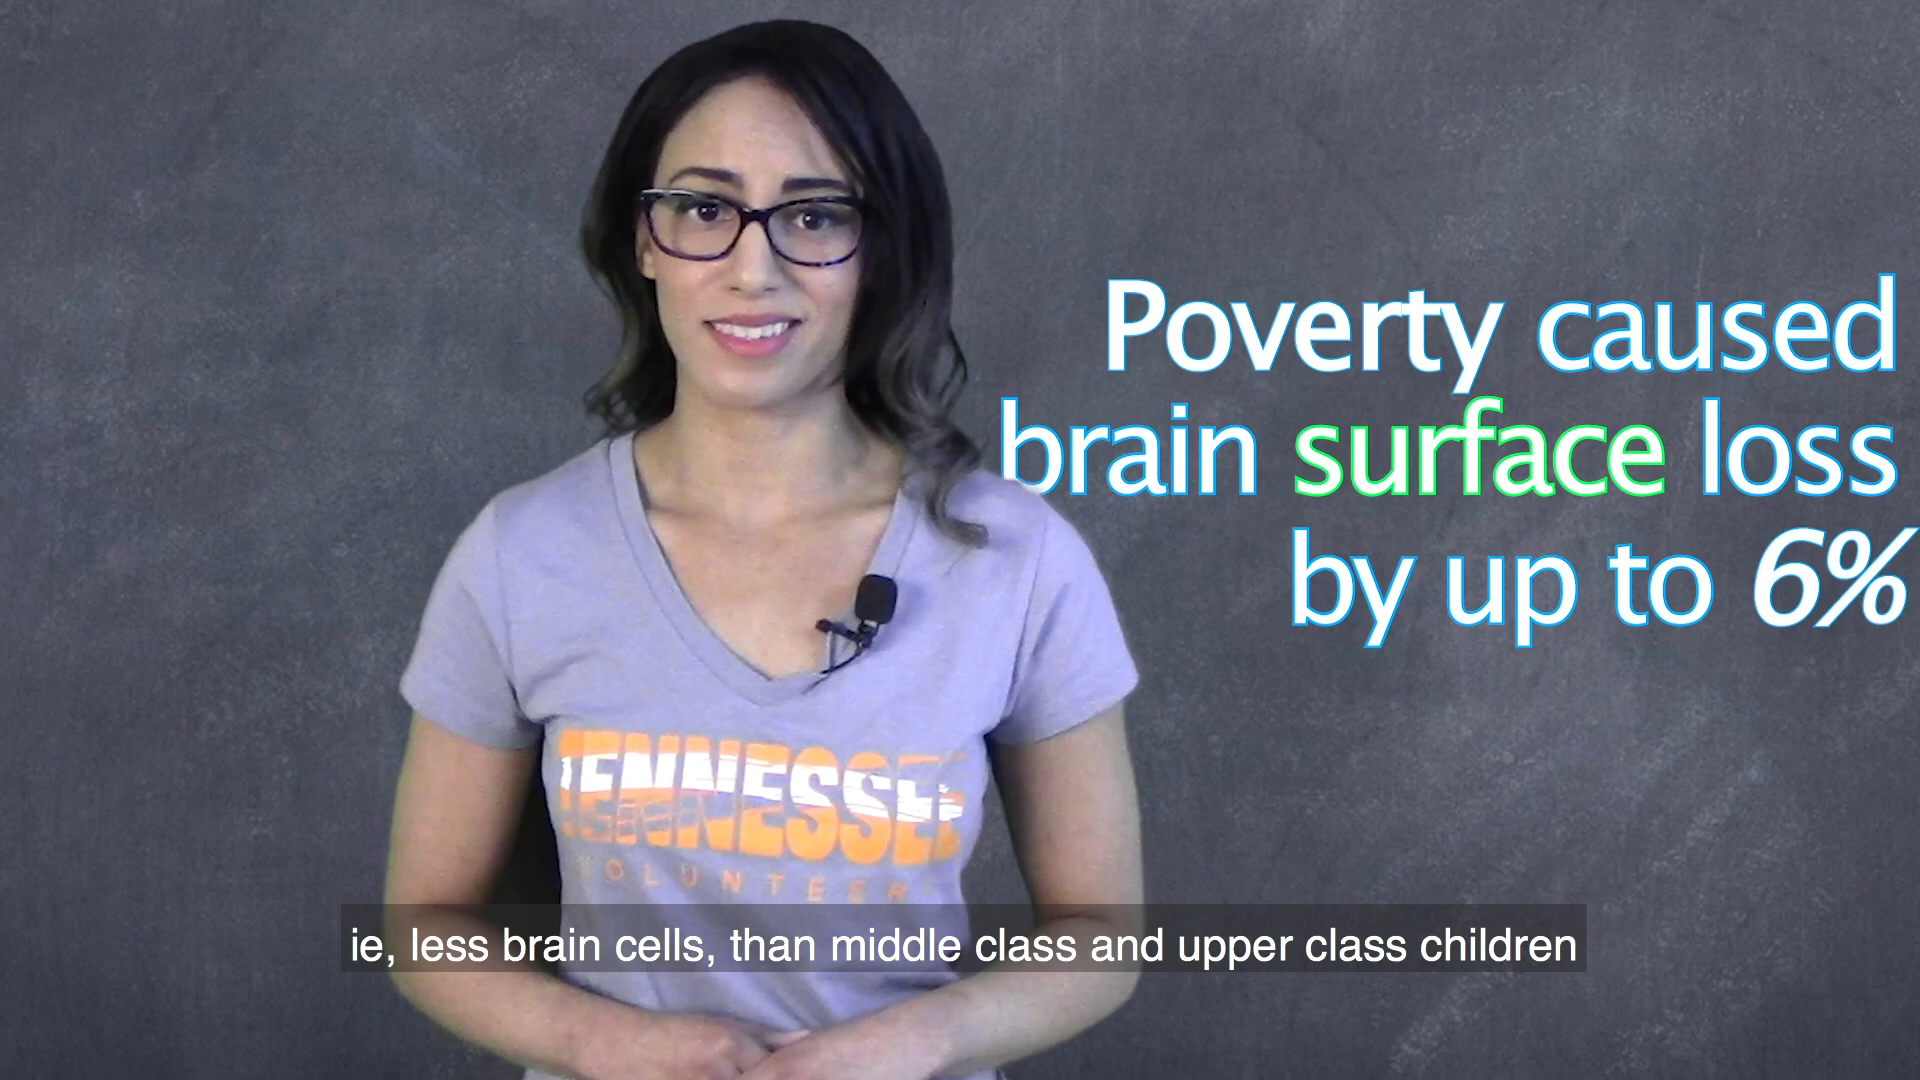 Poverty caused
brain surface loss
by up to 6%
TENNESSEE
VOLUNTEER
ie, less brain cells, than middle class and upper class children